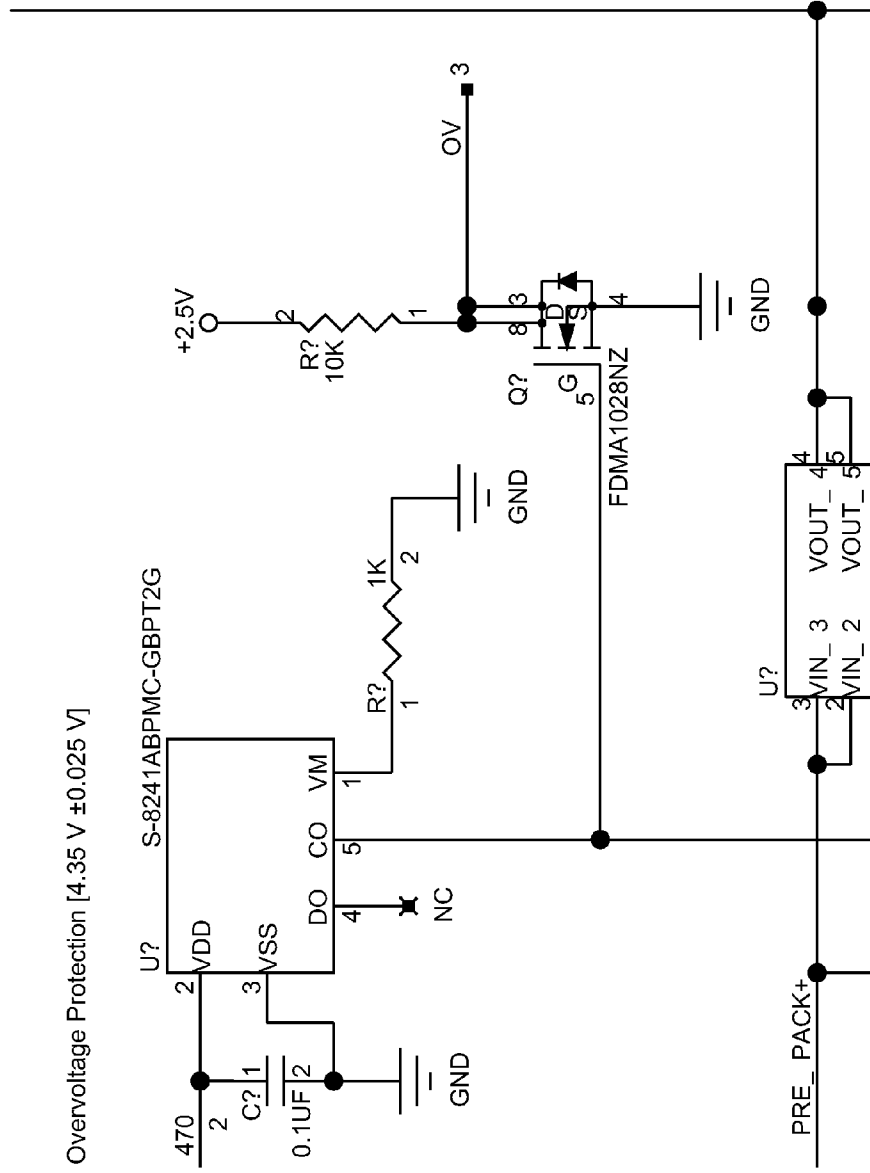 Overvoltage Protection [4.35 V ±0.025 V]
U?
S-8241ABPMC-GBPT2G
470
2
C?
1
0.1UF
2
GND
2
VDD
3
VSS
DO
4
NC
CO
5
VM
1
R?
1
1K
2
GND
+2.5V
2
R?
10K
1
OV
3
8
3
D
S
4
G
5
Q?
FDMA1028NZ
GND
PRE_ PACK+
U?
3
VIN_ 3
2
VIN_ 2
VOUT_ 4
4
VOUT_ 5
5